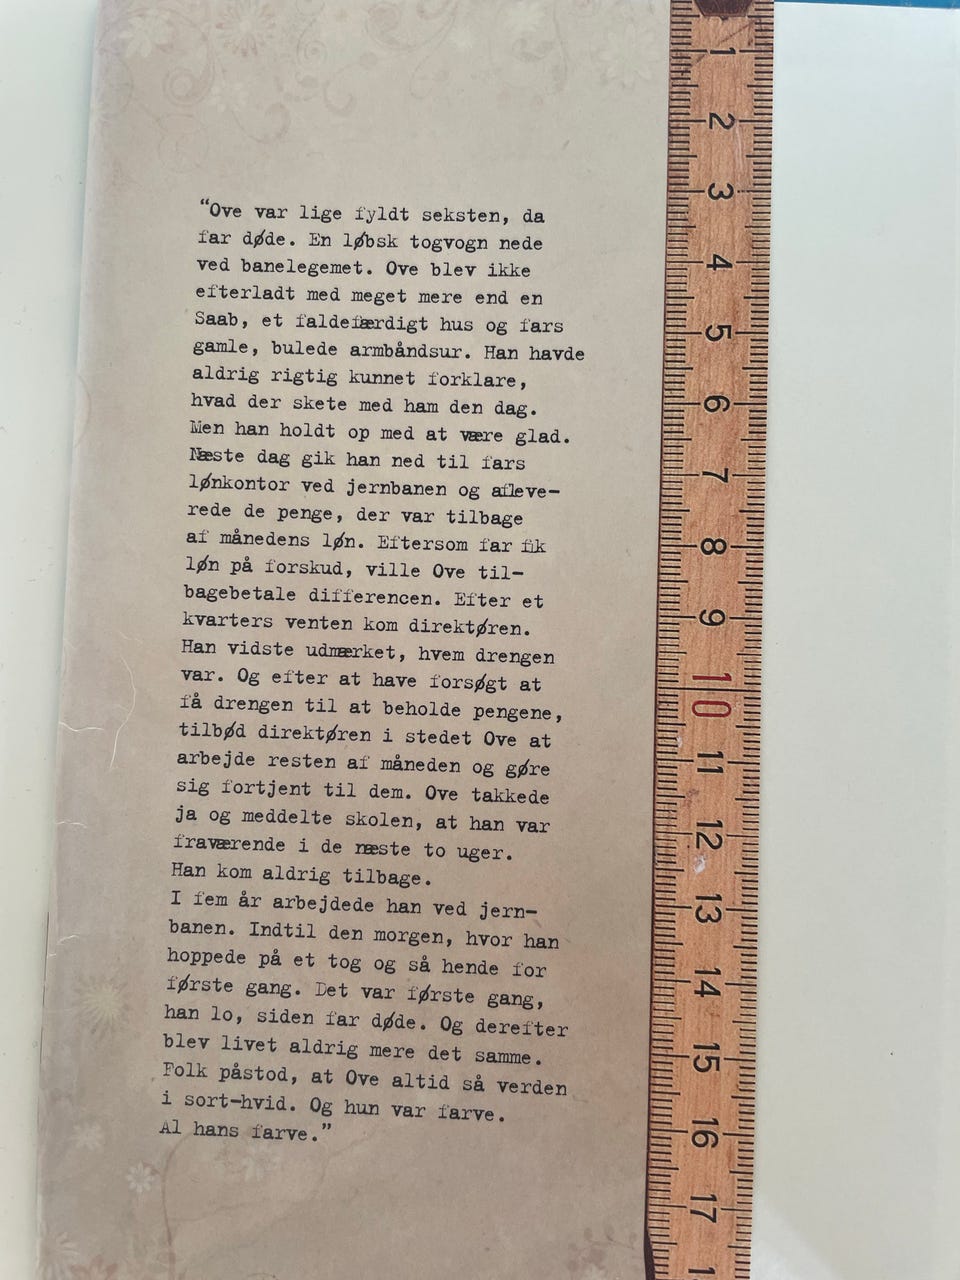 “Ove var lige fyldt seksten, da
far døde. En løbsk togvogn nede
ved banelegemet. Ove blev ikke
efterladt med meget mere end en
Saab, et faldefærdigt hus og fars
gamle, bulede armbåndsur. Han havde
aldrig rigtig kunnet forklare,
hvad der skete med ham den dag.
Men han holdt op med at være glad.
Næste dag gik han ned til fars
lønkontor ved jernbanen og afleve-
rede de penge, der var tilbage
af månedens løn. Eftersom far fik
løn på forskud, ville Ove til-
bagebetale differencen. Efter et
kvarters venten kom direktøren.
Han vidste udmærket, hvem drengen
var. Og efter at have forsøgt at
få drengen til at beholde pengene,
tilbød direktøren i stedet Ove at
arbejde resten af måneden og gøre
sig fortjent til dem. Ove takkede
ja og meddelte skolen, at han var
fraværende i de næste to uger.
Han kom aldrig tilbage.
I fem år arbejdede han ved jern-
banen. Indtil den morgen, hvor han
hoppede på et tog og så hende for
første gang. Det var første gang,
han lo, siden far døde. Og derefter
blev livet aldrig mere det samme.
Folk påstod, at Ove altid så verden
i sort-hvid. Og hun var farve.
Al hans farve.”
1
2
3
4
5
6
7
8
9
10
11
12
13
14
15
16
17